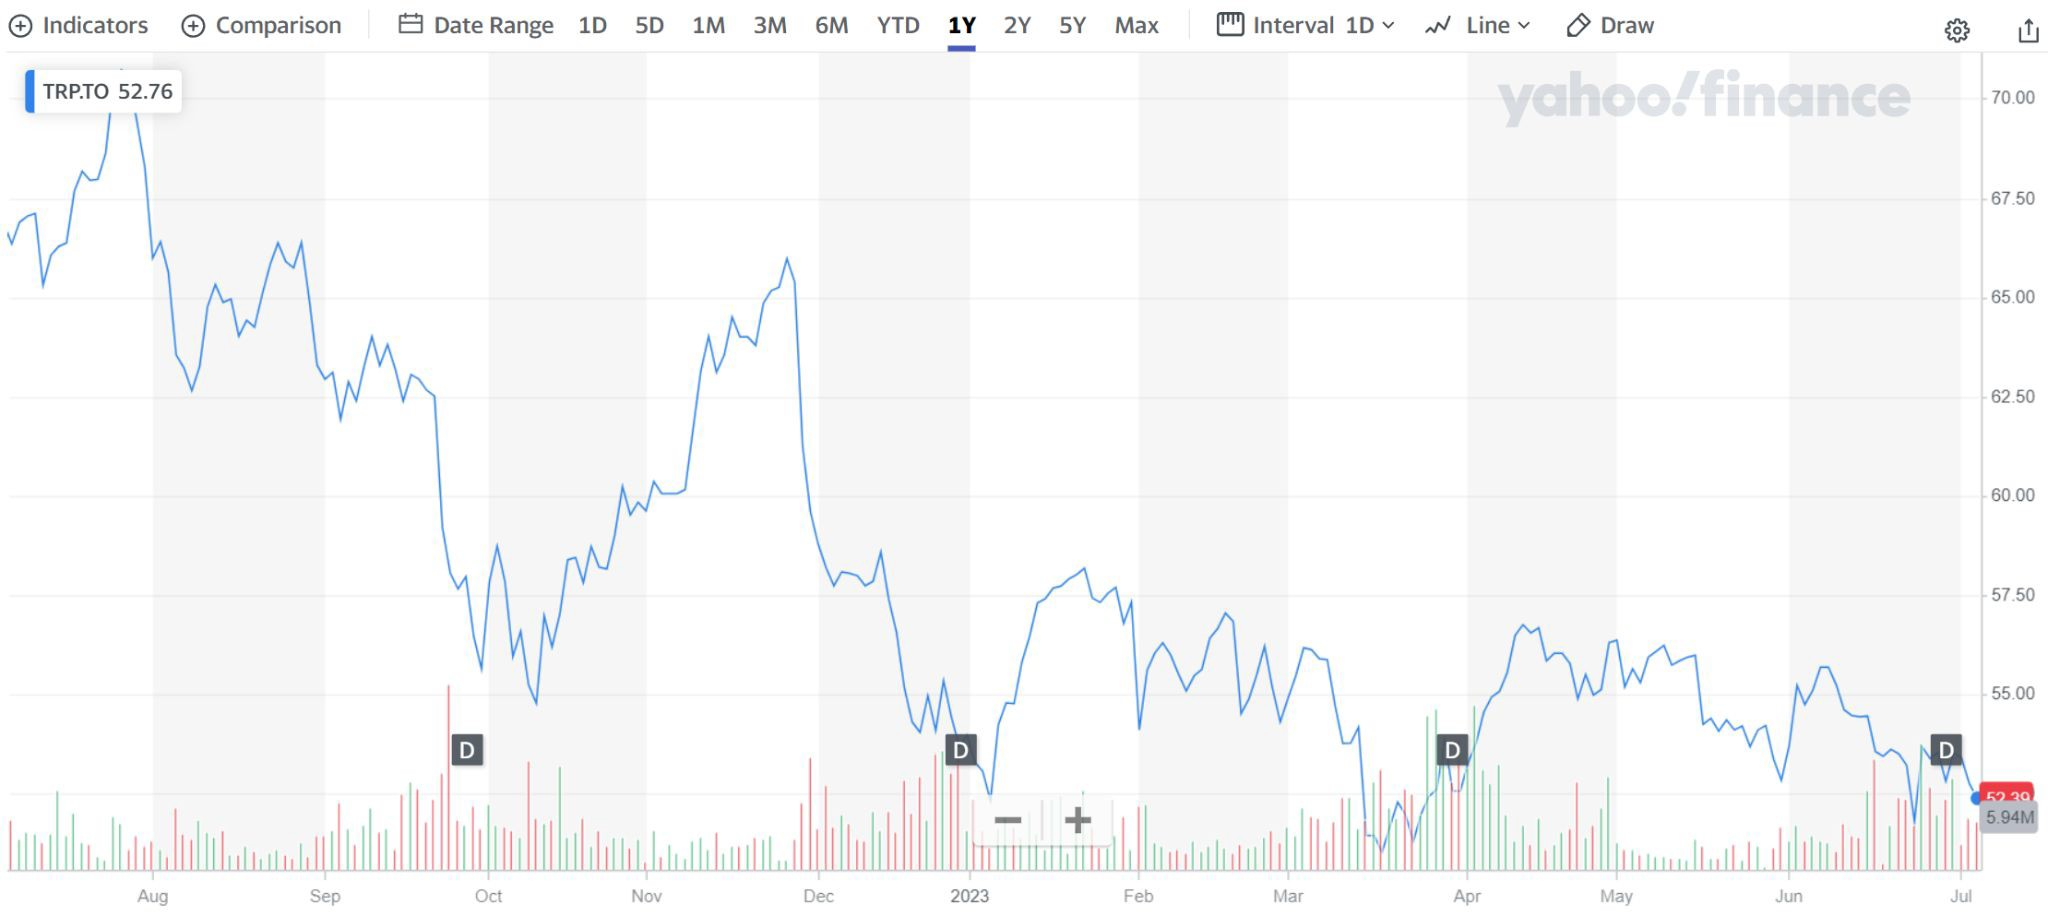 Indicators Comparison Date Range 1D 5D 1M 3M 6M YTD 1Y 2Y 5Y Max Interval 1D Line Draw
TRP.TO 52.76
yahoo!finance
70.00
67.50
65.00
62.50
60.00
57.50
55.00
D D D D
52.39
5.94M
Aug Sep Oct Nov Dec 2023 Feb Mar Apr May Jun Jul